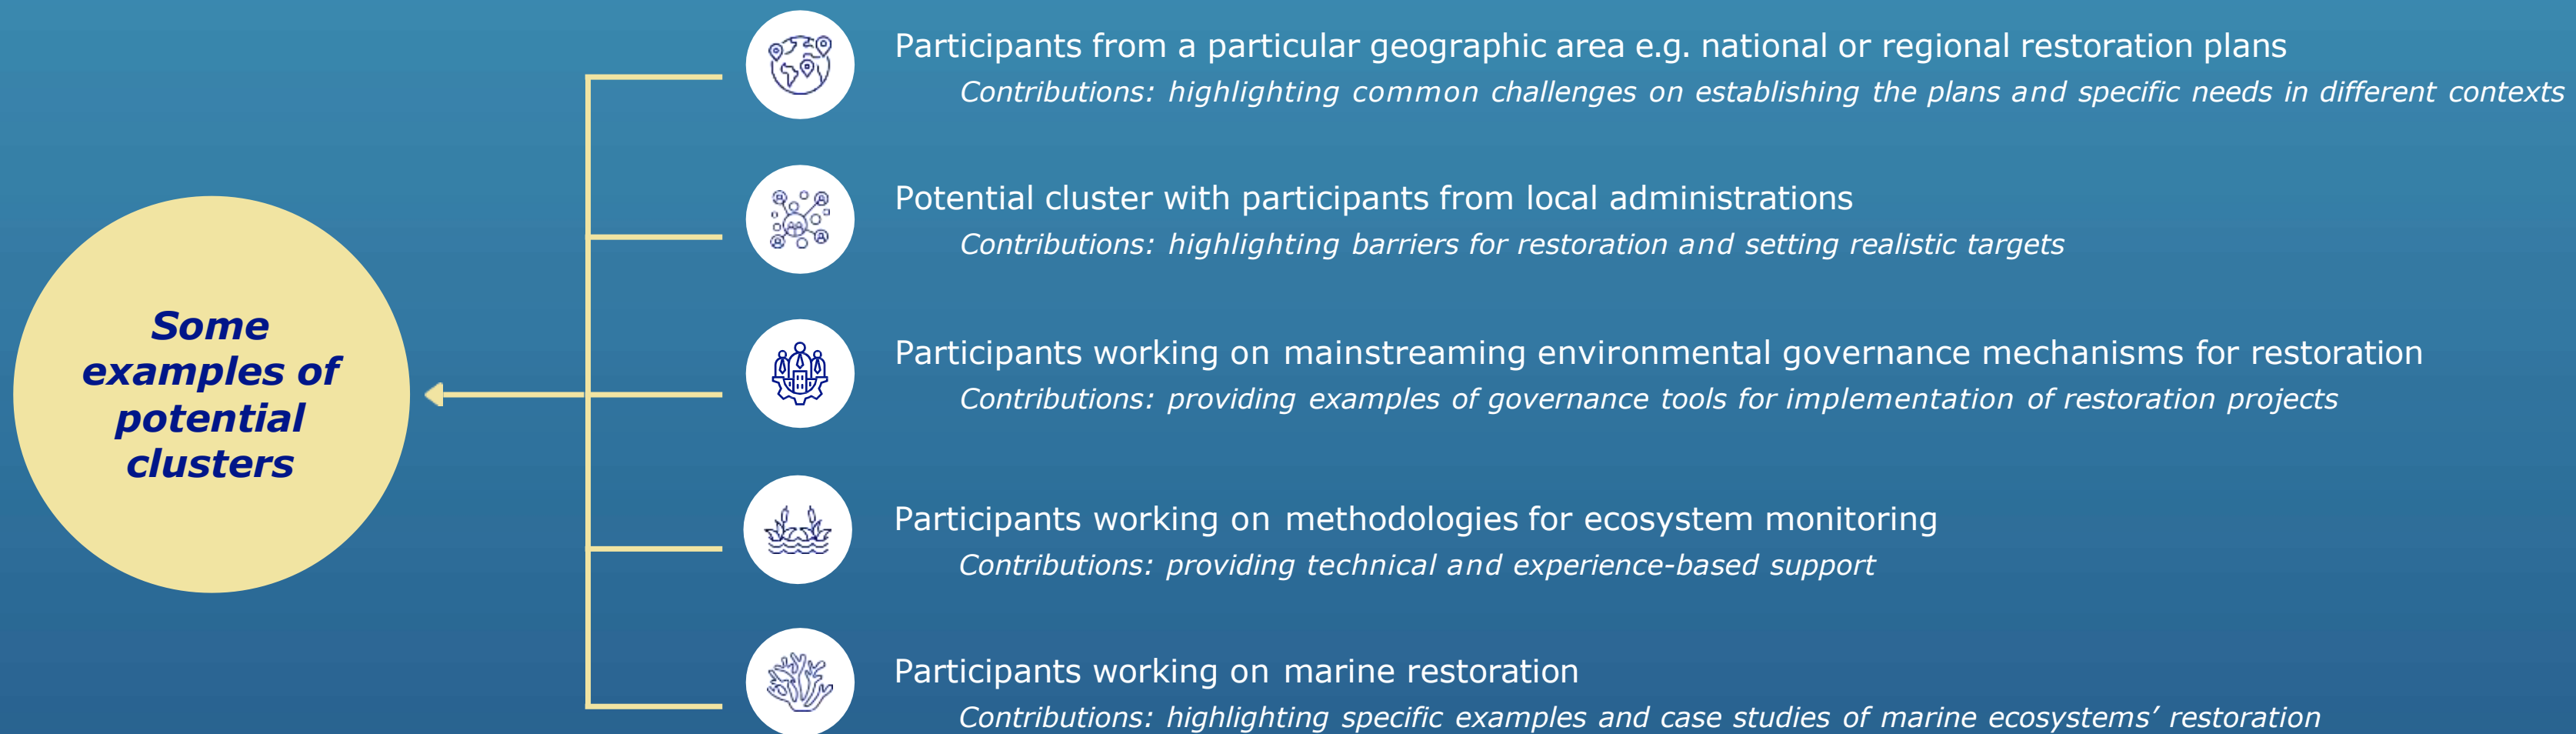 Some
examples of
potential
clusters
Participants from a particular geographic area e.g. national or regional restoration plans
Contributions: highlighting common challenges on establishing the plans and specific needs in different contexts
Potential cluster with participants from local administrations
Contributions: highlighting barriers for restoration and setting realistic targets
Participants working on mainstreaming environmental governance mechanisms for restoration
Contributions: providing examples of governance tools for implementation of restoration projects
Participants working on methodologies for ecosystem monitoring
Contributions: providing technical and experience-based support
Participants working on marine restoration
Contributions: highlighting specific examples and case studies of marine ecosystems’ restoration